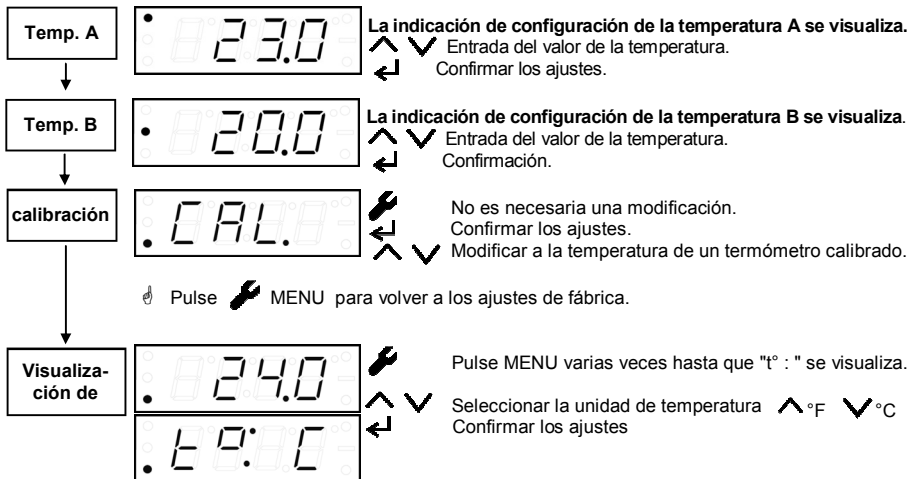 Temp. A
23.0
La indicación de configuración de la temperatura A se visualiza.
Entrada del valor de la temperatura.
Confirmar los ajustes.
Temp. B
20.0
La indicación de configuración de la temperatura B se visualiza.
Entrada del valor de la temperatura.
Confirmación.
calibración
CAL.
No es necesaria una modificación.
Confirmar los ajustes.
Modificar a la temperatura de un termómetro calibrado.
Pulse MENU para volver a los ajustes de fábrica.
Visualiza-
ción de
24.0
Pulse MENU varias veces hasta que "t° : " se visualiza.
Seleccionar la unidad de temperatura °F °C
Confirmar los ajustes
t°: C